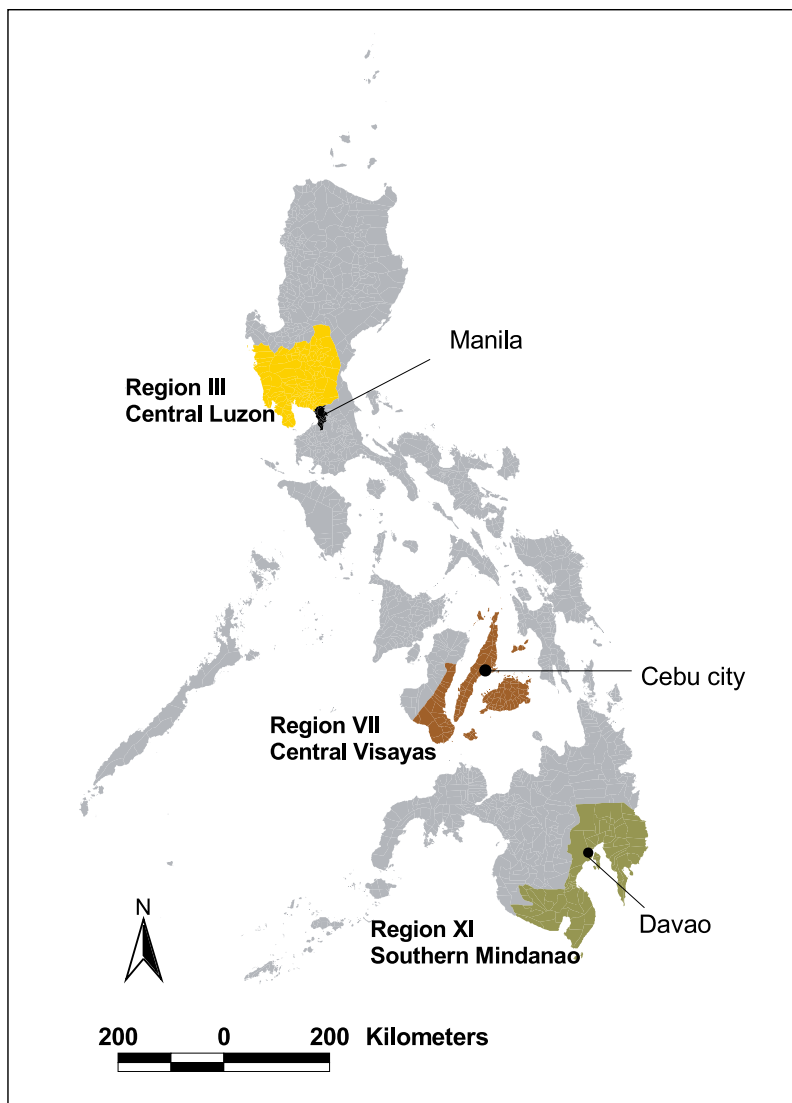 Manila
Region III
Central Luzon
Cebu city
Region VII
Central Visayas
N
Davao
Region XI
Southern Mindanao
200 0 200 Kilometers